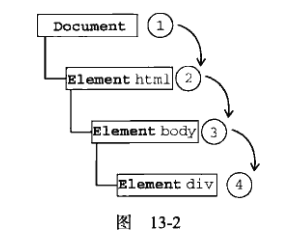 Document 1
Element html 2
Element body 3
Element div 4
图 13-2